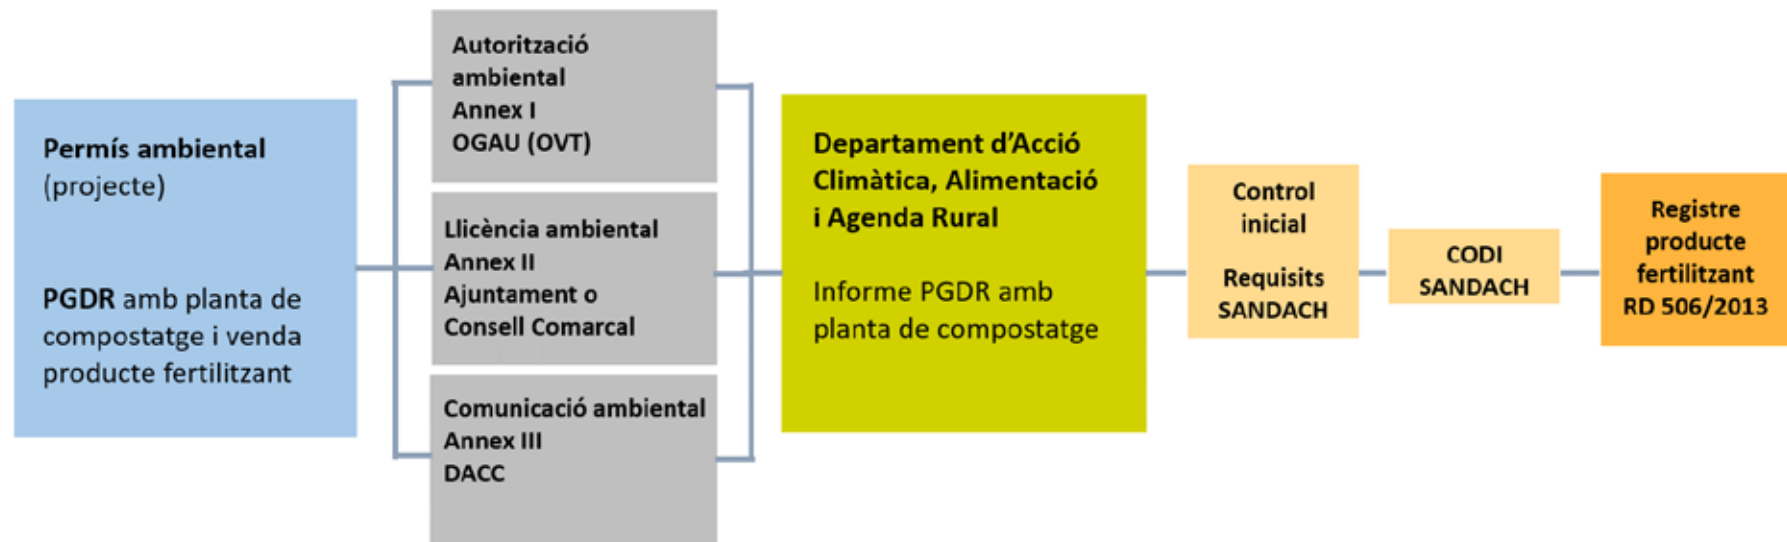 Permís ambiental
(projecte)
PGDR amb planta de
compostatge i venda
producte fertilitzant
Autorització
ambiental
Annex I
OGAU (OVT)
Llicència ambiental
Annex II
Ajuntament o
Consell Comarcal
Comunicació ambiental
Annex III
DACC
Departament d’Acció
Climàtica, Alimentació
i Agenda Rural
Informe PGDR amb
planta de compostatge
Control
inicial
Requisits
SANDACH
CODI
SANDACH
Registre
producte
fertilitzant
RD 506/2013